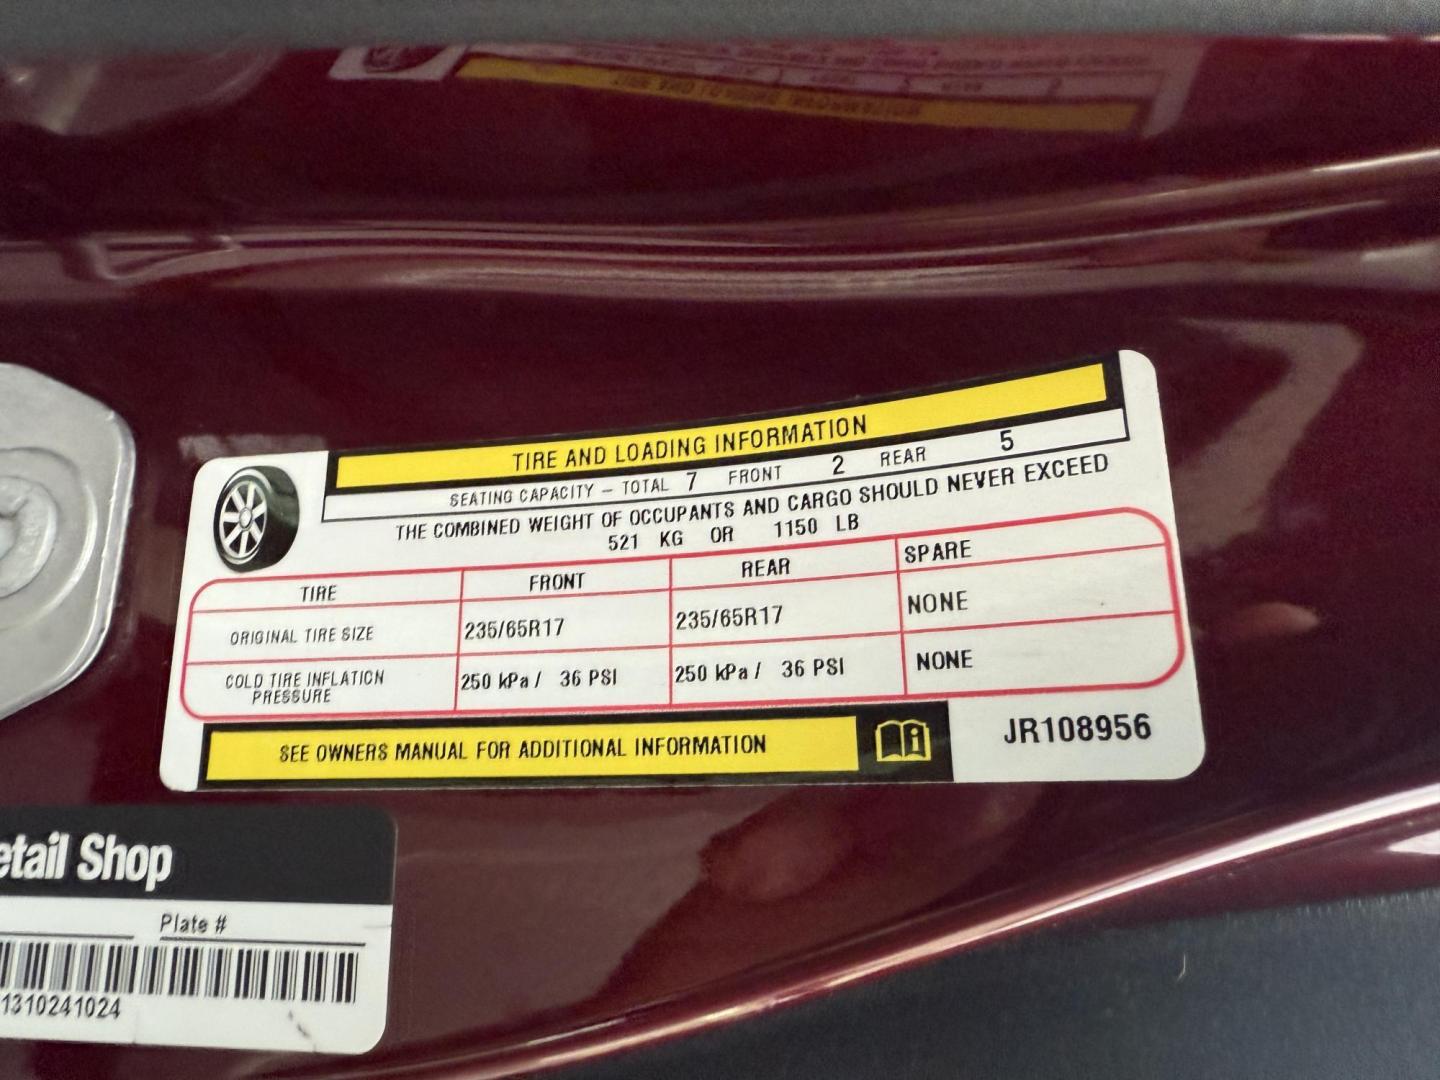 TIRE AND LOADING INFORMATION
SEATING CAPACITY – TOTAL 7 FRONT 2 REAR 5
THE COMBINED WEIGHT OF OCCUPANTS AND CARGO SHOULD NEVER EXCEED
521 KG OR 1150 LB
TIRE FRONT REAR SPARE
ORIGINAL TIRE SIZE 235/65R17 235/65R17 NONE
COLD TIRE INFLATION PRESSURE 250 kPa / 36 PSI 250 kPa / 36 PSI NONE
SEE OWNERS MANUAL FOR ADDITIONAL INFORMATION
JR108956
etail Shop
Plate #
1310241024